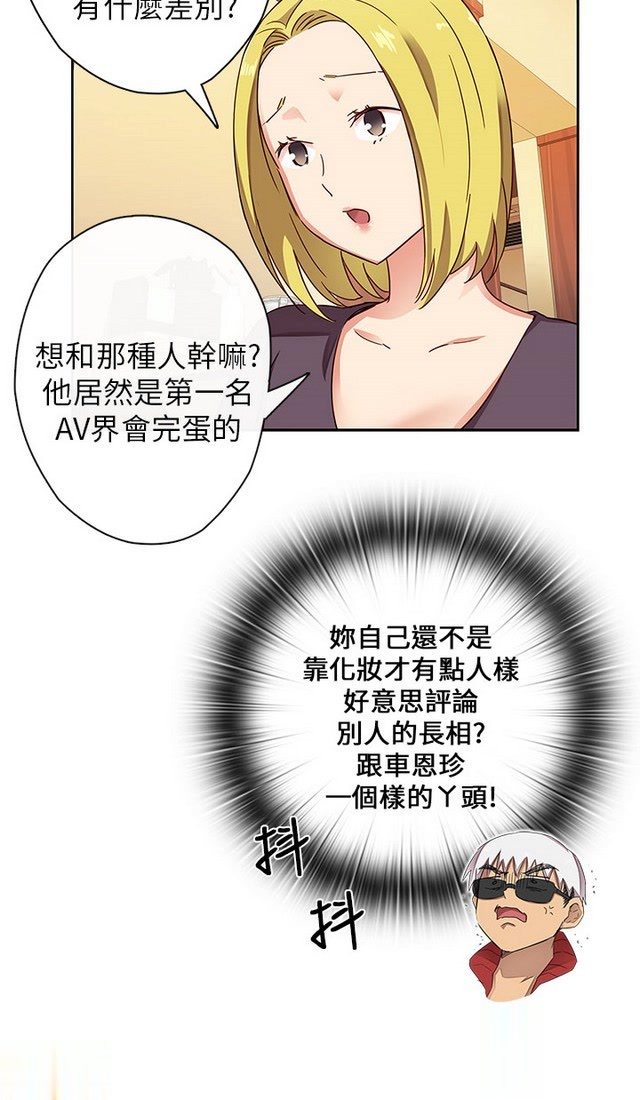 有什麼差別?
想和那種人幹嘛?
他居然是第一名
AV界會完蛋的
妳自己還不是
靠化妝才有點人樣
好意思評論
別人的長相?
跟車恩珍
一個樣的丫頭!
抖
抖